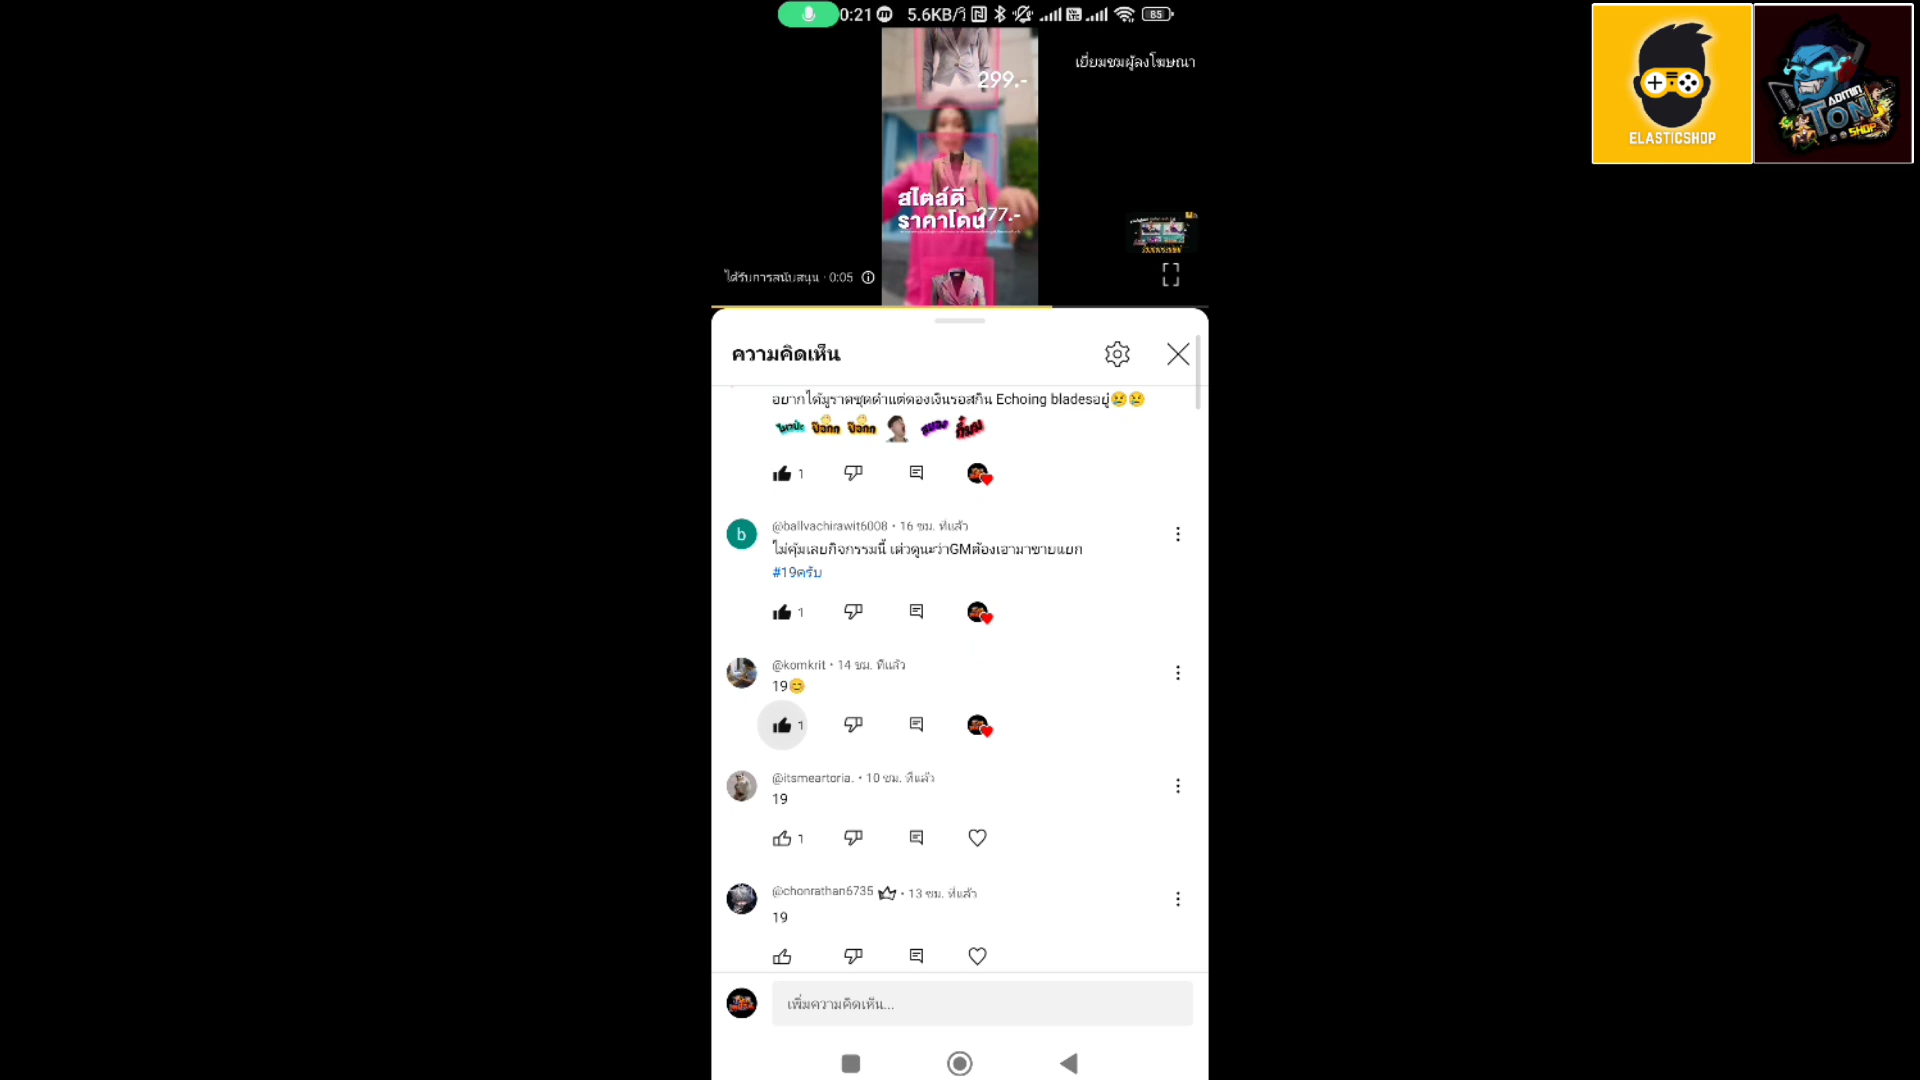 0:21 5.6KB/วิ 85
299.-
เยี่ยมชมผู้ลงโฆษณา
สไตล์ดี
ราคาโดน
277.-
ได้รับการสนับสนุน · 0:05
ELASTICSHOP
ADMIN
TON
SHOP
ความคิดเห็น
อยากได้มูราดชุดดำแต่ดองเงินรอสกิน Echoing bladesอยู่😢😢
1
@ballvachirawit6008 • 16 ชม. ที่แล้ว
ไม่คุ้มเลยกิจกรรมนี้ เดี๋ยวดูนะว่าGMต้องเอามาขายแยก
#19ครับ
1
@komkrit • 14 ชม. ที่แล้ว
19😊
1
@itsmeartoria. • 10 ชม. ที่แล้ว
19
1
@chonrathan6735 • 13 ชม. ที่แล้ว
19
เพิ่มความคิดเห็น...